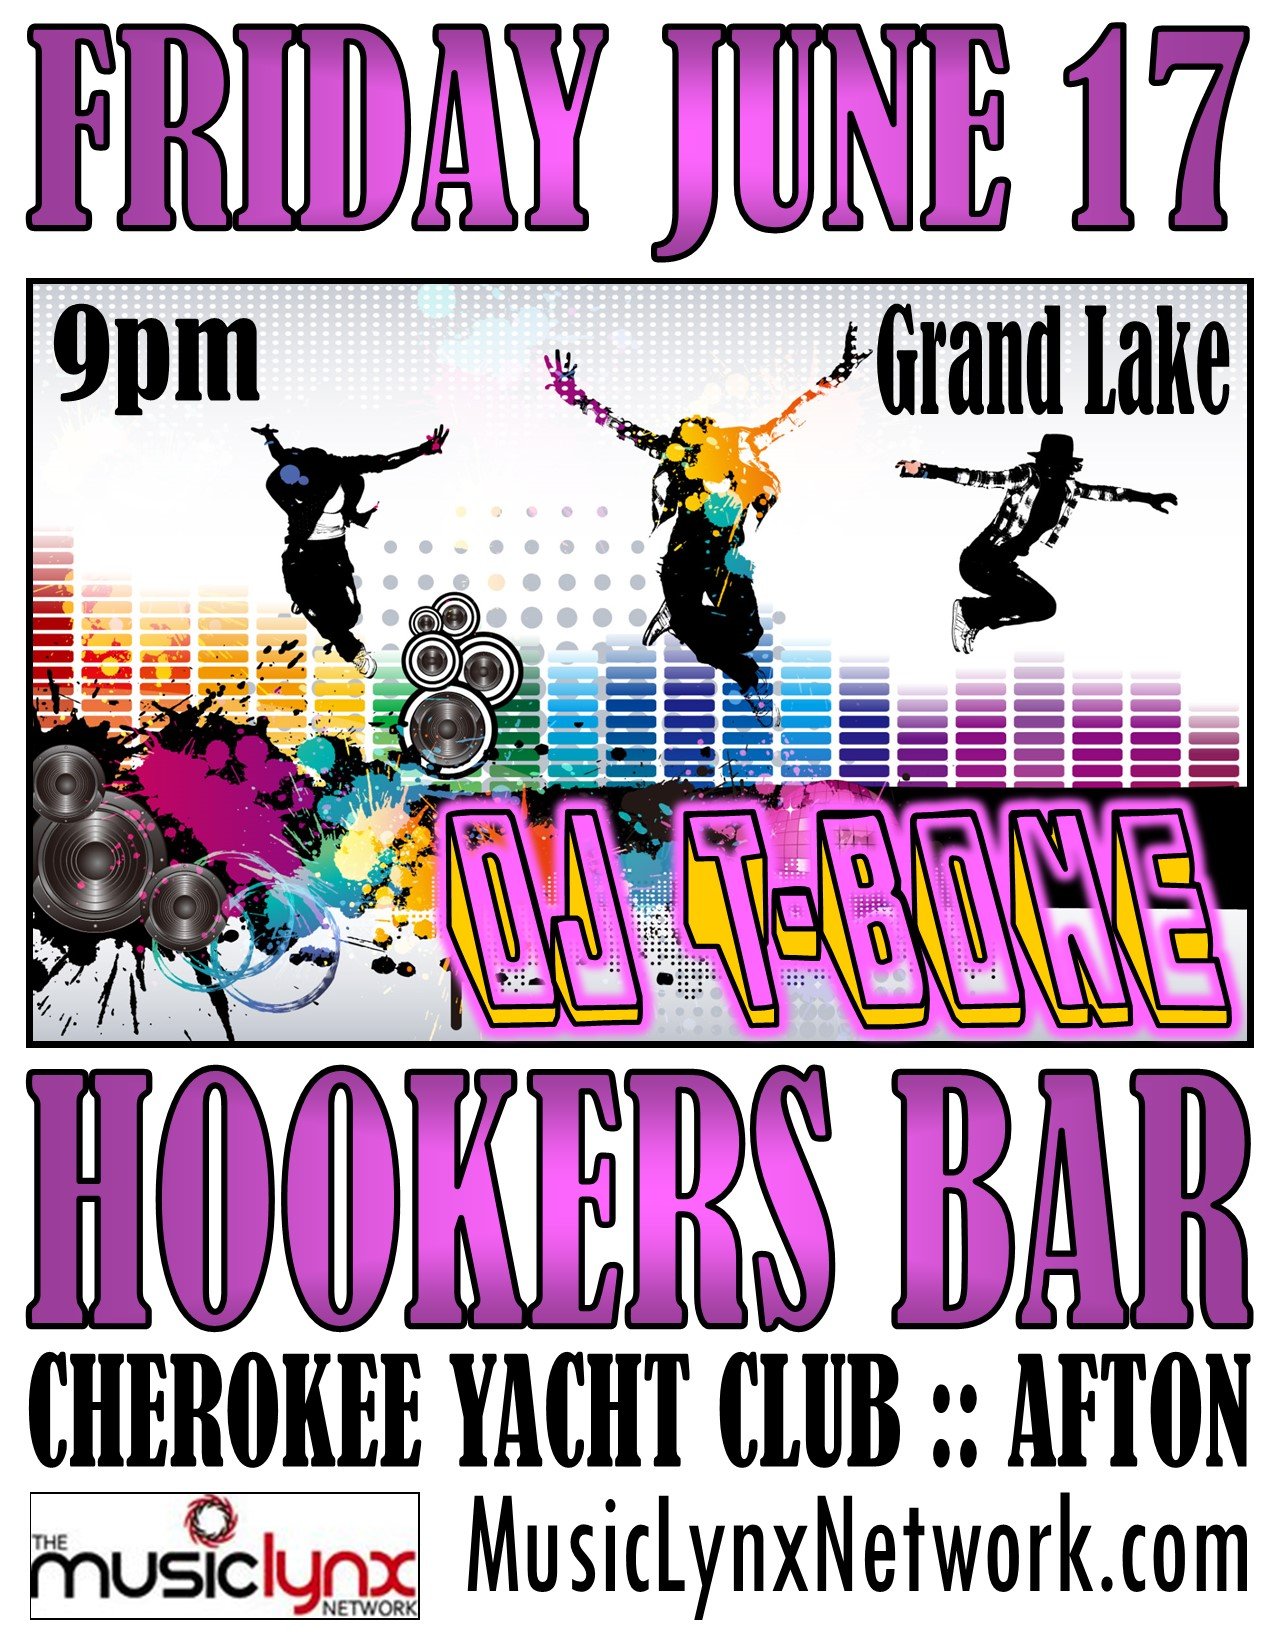 FRIDAY JUNE 17
9pm
Grand Lake
DJ T-BONE
HOOKERS BAR
CHEROKEE YACHT CLUB :: AFTON
THE
musiclynx
NETWORK
MusicLynxNetwork.com